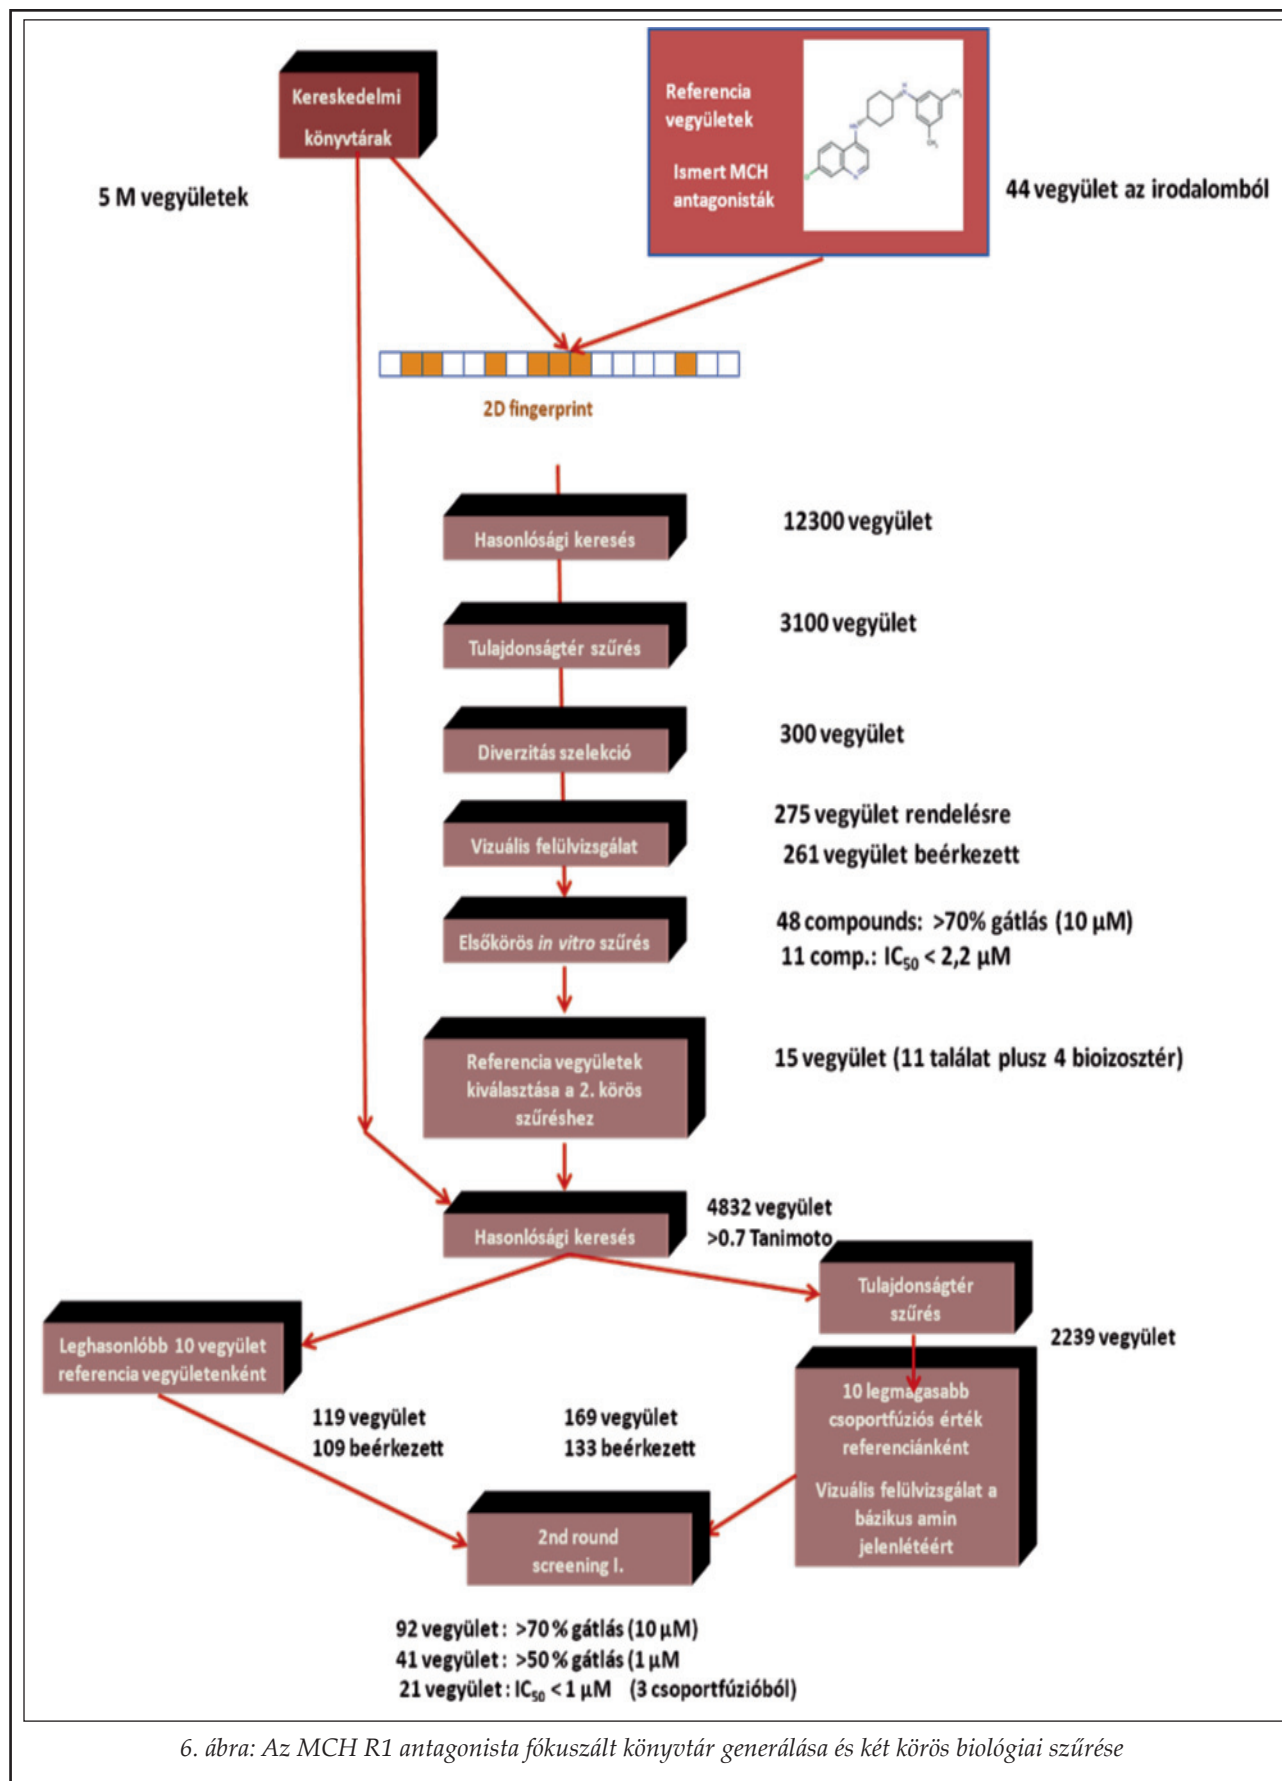 Kereskedelmi
könyvtárak
5 M vegyületek
Referencia
vegyületek
Ismert MCH
antagonisták
44 vegyület az irodalomból
2D fingerprint
Hasonlósági keresés
12300 vegyület
Tulajdonságtér szűrés
3100 vegyület
Diverzitás szelekció
300 vegyület
Vizuális felülvizsgálat
275 vegyület rendelésre
261 vegyület beérkezett
Elsőkörös in vitro szűrés
48 compounds: >70% gátlás (10 µM)
11 comp.: IC50 < 2,2 µM
Referencia vegyületek
kiválasztása a 2. körös
szűréshez
15 vegyület (11 találat plusz 4 bioizosztér)
Hasonlósági keresés
4832 vegyület
>0.7 Tanimoto
Tulajdonságtér
szűrés
2239 vegyület
Leghasonlóbb 10 vegyület
referencia vegyületenként
119 vegyület
109 beérkezett
169 vegyület
133 beérkezett
10 legmagasabb
csoportfúziós érték
referenciánként
Vizuális felülvizsgálat a
bázikus amin
jelenlétéért
2nd round
screening I.
92 vegyület: >70 % gátlás (10 µM)
41 vegyület: >50 % gátlás (1 µM
21 vegyület: IC50 < 1 µM (3 csoportfúzióból)
6. ábra: Az MCH R1 antagonista fókuszált könyvtár generálása és két körös biológiai szűrése